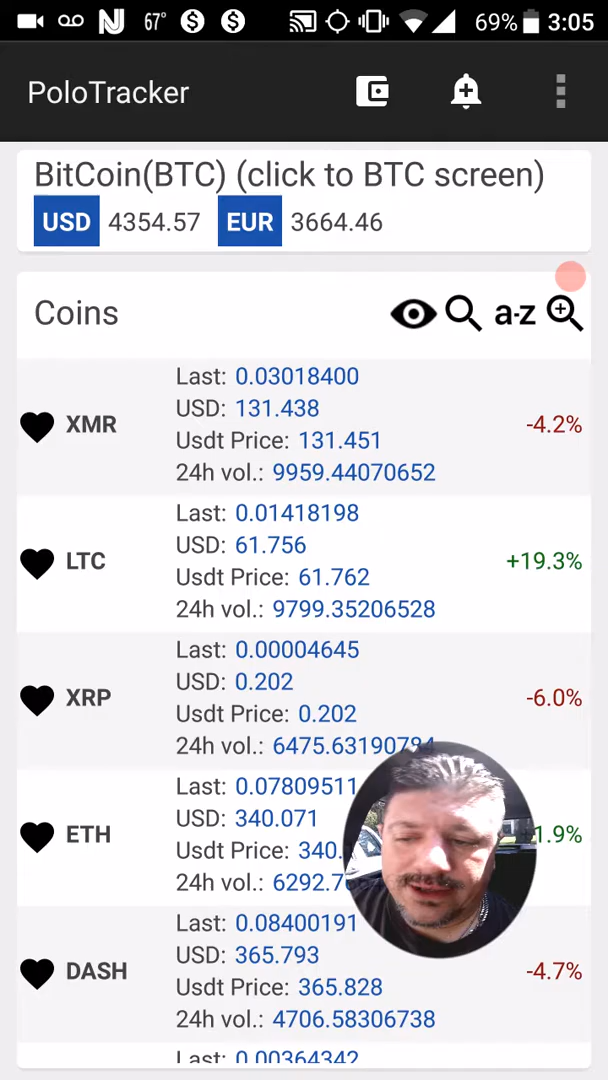 67° 69% 3:05
PoloTracker
BitCoin(BTC) (click to BTC screen)
USD 4354.57 EUR 3664.46
Coins a-z
Last: 0.03018400
XMR USD: 131.438 -4.2%
Usdt Price: 131.451
24h vol.: 9959.44070652
Last: 0.01418198
LTC USD: 61.756 +19.3%
Usdt Price: 61.762
24h vol.: 9799.35206528
Last: 0.00004645
XRP USD: 0.202 -6.0%
Usdt Price: 0.202
24h vol.: 6475.63190784
Last: 0.07809511
ETH USD: 340.071 1.9%
Usdt Price: 340.
24h vol.: 6292.7
Last: 0.08400191
DASH USD: 365.793 -4.7%
Usdt Price: 365.828
24h vol.: 4706.58306738
Last: 0.00364342